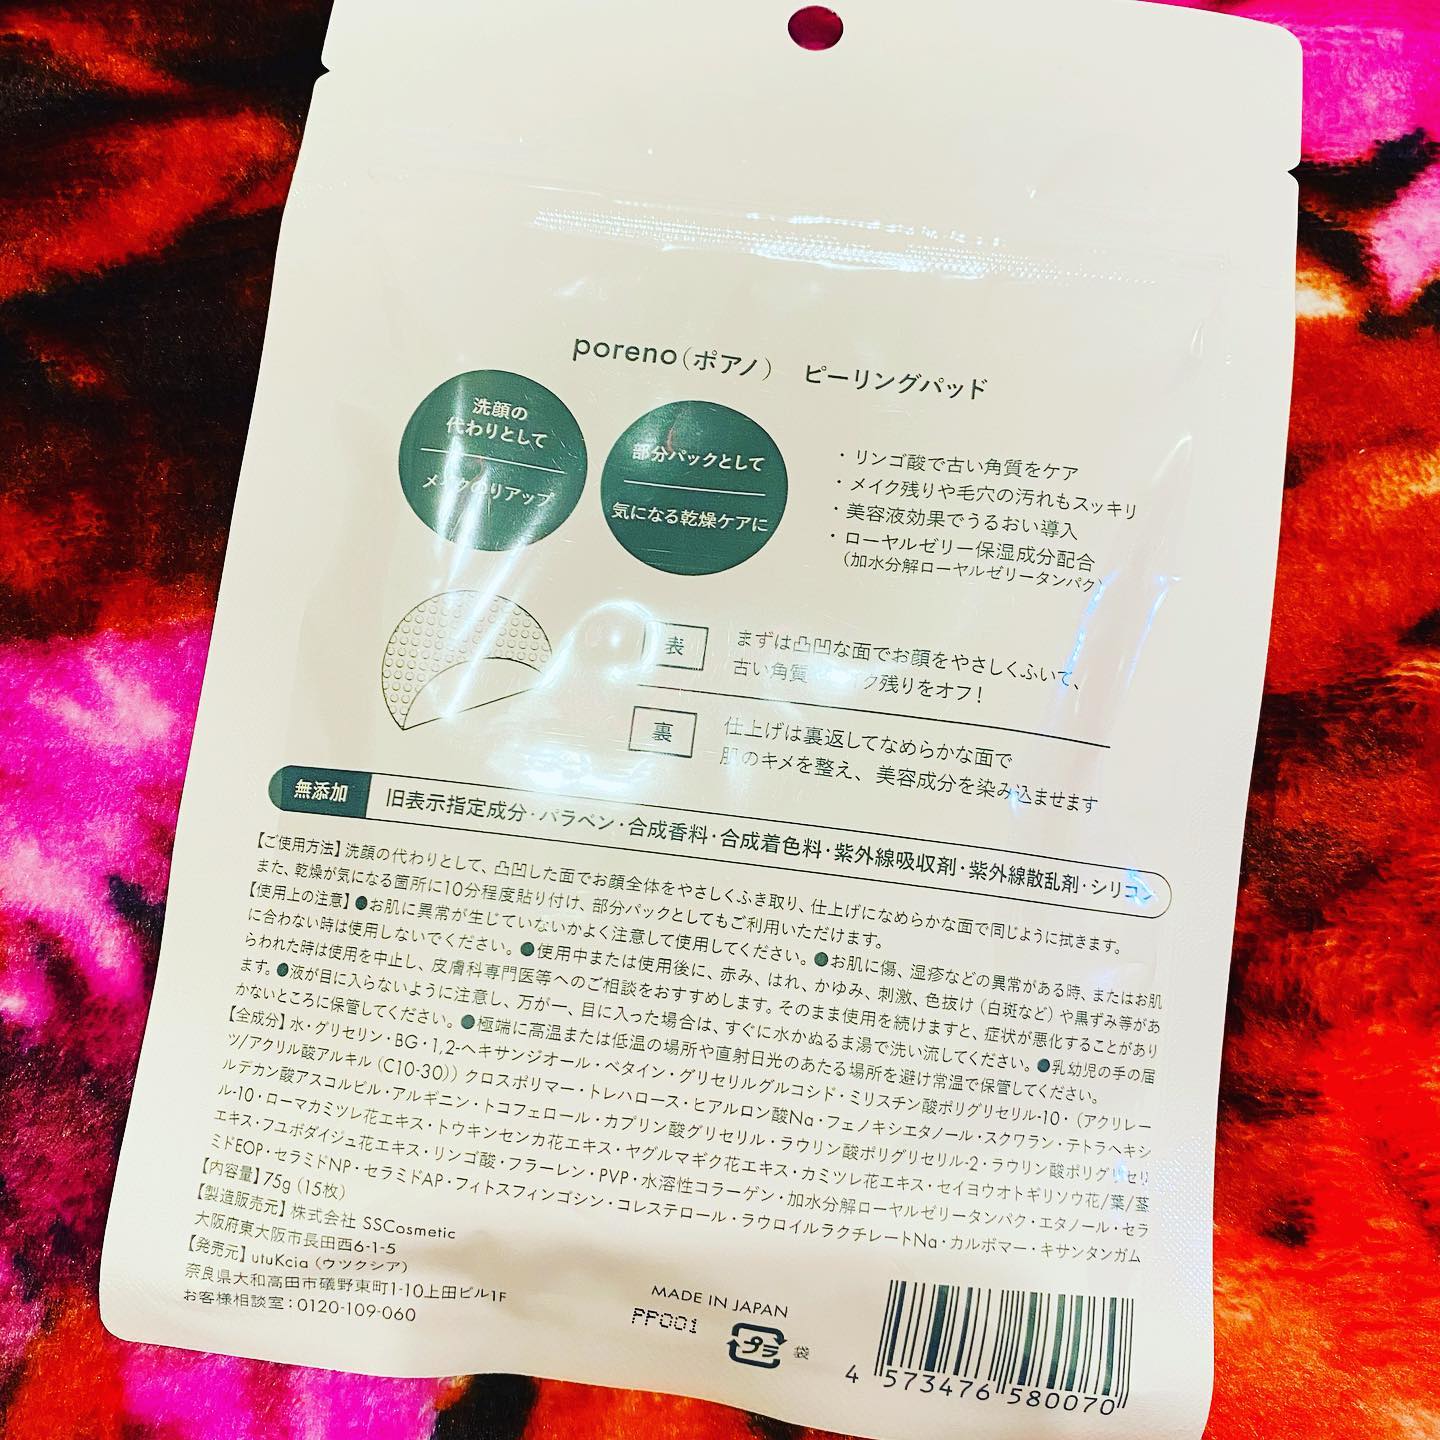 poreno（ポアノ） ピーリングパッド
洗顔の
代わりとして
メイクのりアップ
部分パックとして
気になる乾燥ケアに
・リンゴ酸で古い角質をケア
・メイク残りや毛穴の汚れもスッキリ
・美容液効果でうるおい導入
・ローヤルゼリー保湿成分配合
（加水分解ローヤルゼリータンパク）
表
まずは凸凹な面でお顔をやさしくふいて、
古い角質 ク残りをオフ！
裏
仕上げは裏返してなめらかな面で
肌のキメを整え、美容成分を染み込ませます
無添加 旧表示指定成分・パラベン・合成香料・合成着色料・紫外線吸収剤・紫外線散乱剤・シリコン
【ご使用方法】洗顔の代わりとして、凸凹した面でお顔全体をやさしくふき取り、仕上げになめらかな面で同じように拭きます。
また、乾燥が気になる箇所に10分程度貼り付け、部分パックとしてもご利用いただけます。
【使用上の注意】●お肌に異常が生じていないかよく注意して使用してください。●お肌に傷、湿疹などの異常がある時、またはお肌
に合わない時は使用しないでください。●使用中または使用後に、赤み、はれ、かゆみ、刺激、色抜け（白斑など）や黒ずみ等があ
らわれた時は使用を中止し、皮膚科専門医等へのご相談をおすすめします。そのまま使用を続けますと、症状が悪化することがあり
ます。●液が目に入らないように注意し、万が一、目に入った場合は、すぐに水かぬるま湯で洗い流してください。●乳幼児の手の届
かないところに保管してください。●極端に高温または低温の場所や直射日光のあたる場所を避け常温で保管してください。
【全成分】水・グリセリン・BG・1,2-ヘキサンジオール・ベタイン・グリセリルグルコシド・ミリスチン酸ポリグリセリル-10・（アクリレー
ツ/アクリル酸アルキル（C10-30））クロスポリマー・トレハロース・ヒアルロン酸Na・フェノキシエタノール・スクワラン・テトラヘキシ
ルデカン酸アスコルビル・アルギニン・トコフェロール・カプリン酸グリセリル・ラウリン酸ポリグリセリル-2・ラウリン酸ポリグリセリ
ル-10・ローマカミツレ花エキス・トウキンセンカ花エキス・ヤグルマギク花エキス・カミツレ花エキス・セイヨウオトギリソウ花/葉/茎
エキス・フユボダイジュ花エキス・リンゴ酸・フラーレン・PVP・水溶性コラーゲン・加水分解ローヤルゼリータンパク・エタノール・セラ
ミドEOP・セラミドNP・セラミドAP・フィトスフィンゴシン・コレステロール・ラウロイルラクチレートNa・カルボマー・キサンタンガム
【内容量】75g（15枚）
【製造販売元】株式会社 SSCosmetic
大阪府東大阪市長田西6-1-5
【発売元】utuKcia（ウツクシア）
奈良県大和高田市礒野東町1-10上田ビル1F
お客様相談室：0120-109-060
MADE IN JAPAN
PP001
プラ 袋
4 573476 580070